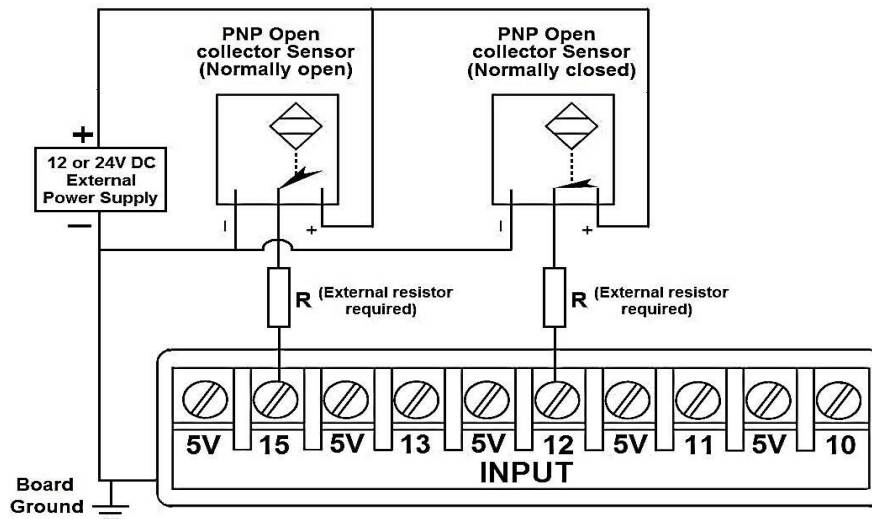 PNP Open
collector Sensor
(Normally open)
PNP Open
collector Sensor
(Normally closed)
+
12 or 24V DC
External
Power Supply
−
− +
− +
R (External resistor
required)
R (External resistor
required)
5V 15 5V 13 5V 12 5V 11 5V 10
INPUT
Board
Ground